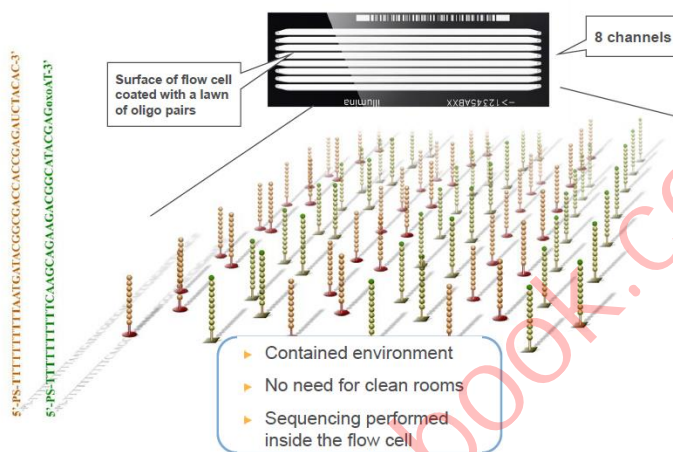 5'-PS-TTTTTTTTTTAATGATACGGCGACCACCGAGAUCTACAC-3'
5'-PS-TTTTTTTTTTCAAGCAGAAGACGGCATACGAGoxoAT-3'
8 channels
Surface of flow cell
coated with a lawn
of oligo pairs
illumina
->12345ABXX
Contained environment
No need for clean rooms
Sequencing performed
inside the flow cell